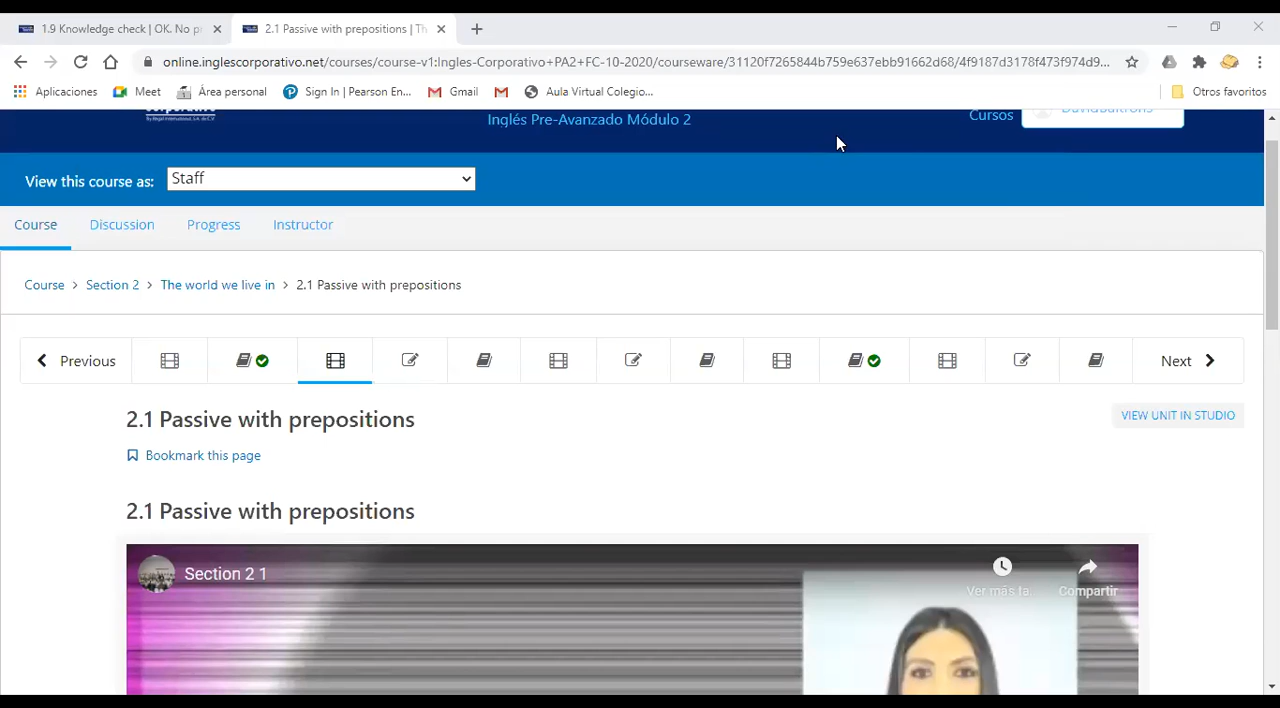 1.9 Knowledge check | OK. No p
2.1 Passive with prepositions | Th
online.inglescorporativo.net/courses/course-v1:Ingles-Corporativo+PA2+FC-10-2020/courseware/31120f7265844b759e637ebb91662d68/4f9187d3178f473f974d9...
Aplicaciones
Meet
Área personal
Sign In | Pearson En...
Gmail
Aula Virtual Colegio...
Otros favoritos
corporativo
Inglés Pre-Avanzado Módulo 2
Cursos
View this course as:
Staff
Course
Discussion
Progress
Instructor
Course > Section 2 > The world we live in > 2.1 Passive with prepositions
Previous
Next
2.1 Passive with prepositions
VIEW UNIT IN STUDIO
Bookmark this page
2.1 Passive with prepositions
Section 2 1
Ver más ta.
Compartir